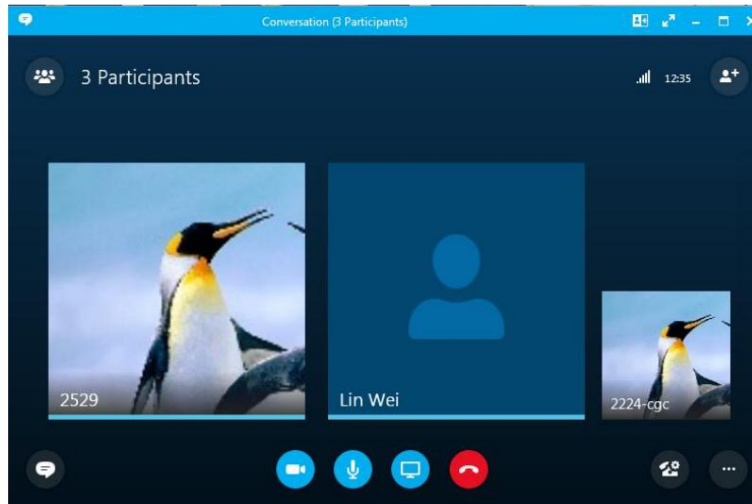 Conversation (3 Participants)
3 Participants
12:35
2529
Lin Wei
2224-cgc